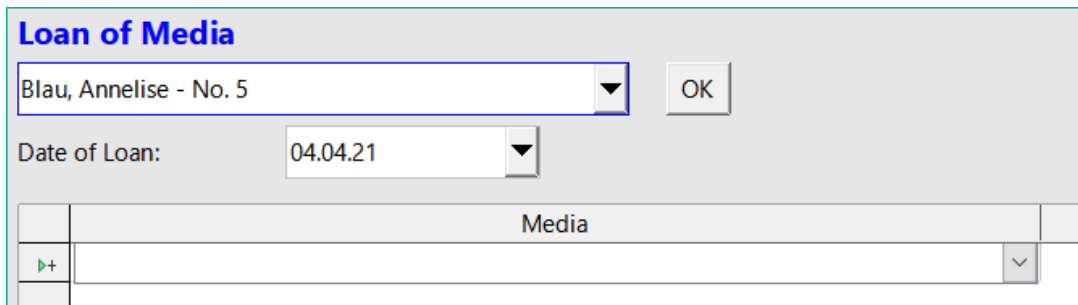 Loan of Media
Blau, Annelise - No. 5 OK
Date of Loan: 04.04.21
Media